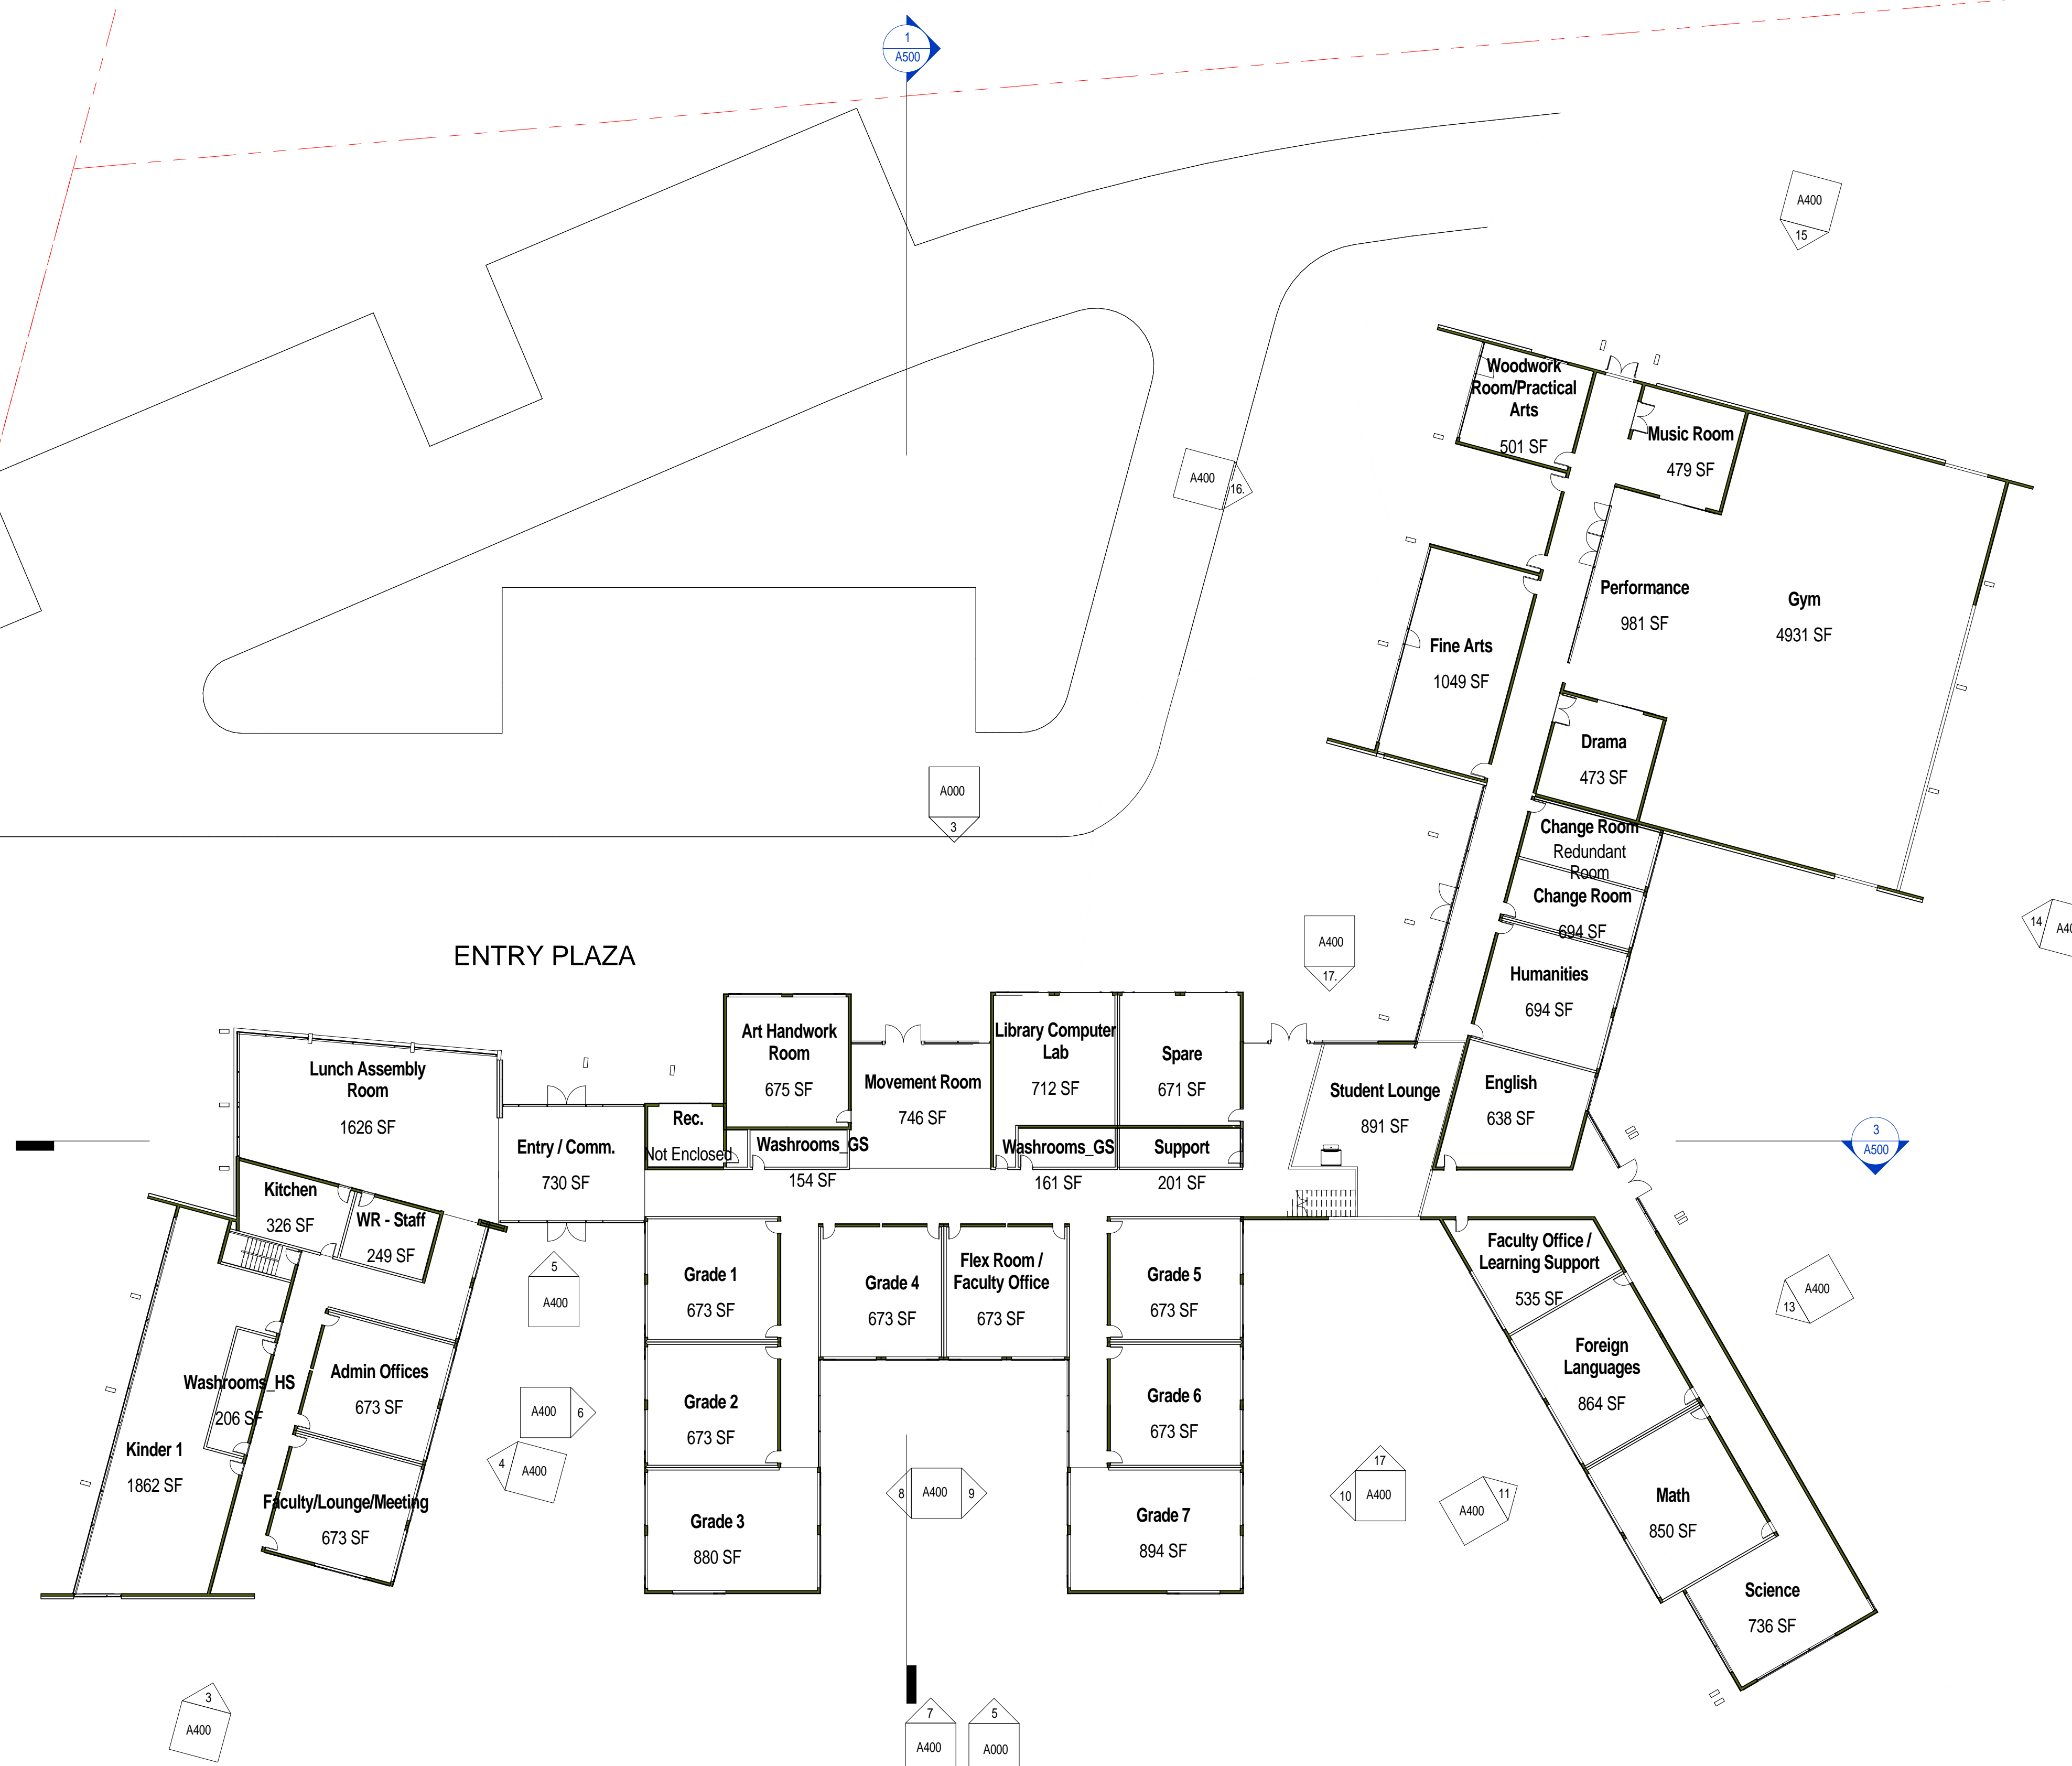 1
A500
A400
15
Woodwork
Room/Practical
Arts
501 SF
Music Room
479 SF
A400
16.
Performance
981 SF
Gym
4931 SF
Fine Arts
1049 SF
Drama
473 SF
A000
3
Change Room
Redundant
Room
Change Room
694 SF
A400
17.
14
ENTRY PLAZA
Humanities
694 SF
Art Handwork
Room
675 SF
Library Computer
Lab
712 SF
Spare
671 SF
Movement Room
746 SF
Lunch Assembly
Room
1626 SF
Student Lounge
891 SF
English
638 SF
Rec.
Not Enclosed
Entry / Comm.
730 SF
Washrooms_GS
154 SF
Washrooms_GS
161 SF
Support
201 SF
3
A500
Kitchen
326 SF
WR - Staff
249 SF
Faculty Office /
Learning Support
535 SF
5
A400
Grade 1
673 SF
Grade 4
673 SF
Flex Room /
Faculty Office
673 SF
Grade 5
673 SF
A400
13
Foreign
Languages
864 SF
Admin Offices
673 SF
Washrooms_HS
206 SF
A400
6
Grade 2
673 SF
Grade 6
673 SF
Kinder 1
1862 SF
4
A400
8
A400
9
17
10
A400
A400
11
Math
850 SF
Faculty/Lounge/Meeting
673 SF
Grade 3
880 SF
Grade 7
894 SF
Science
736 SF
3
A400
7
A400
5
A000